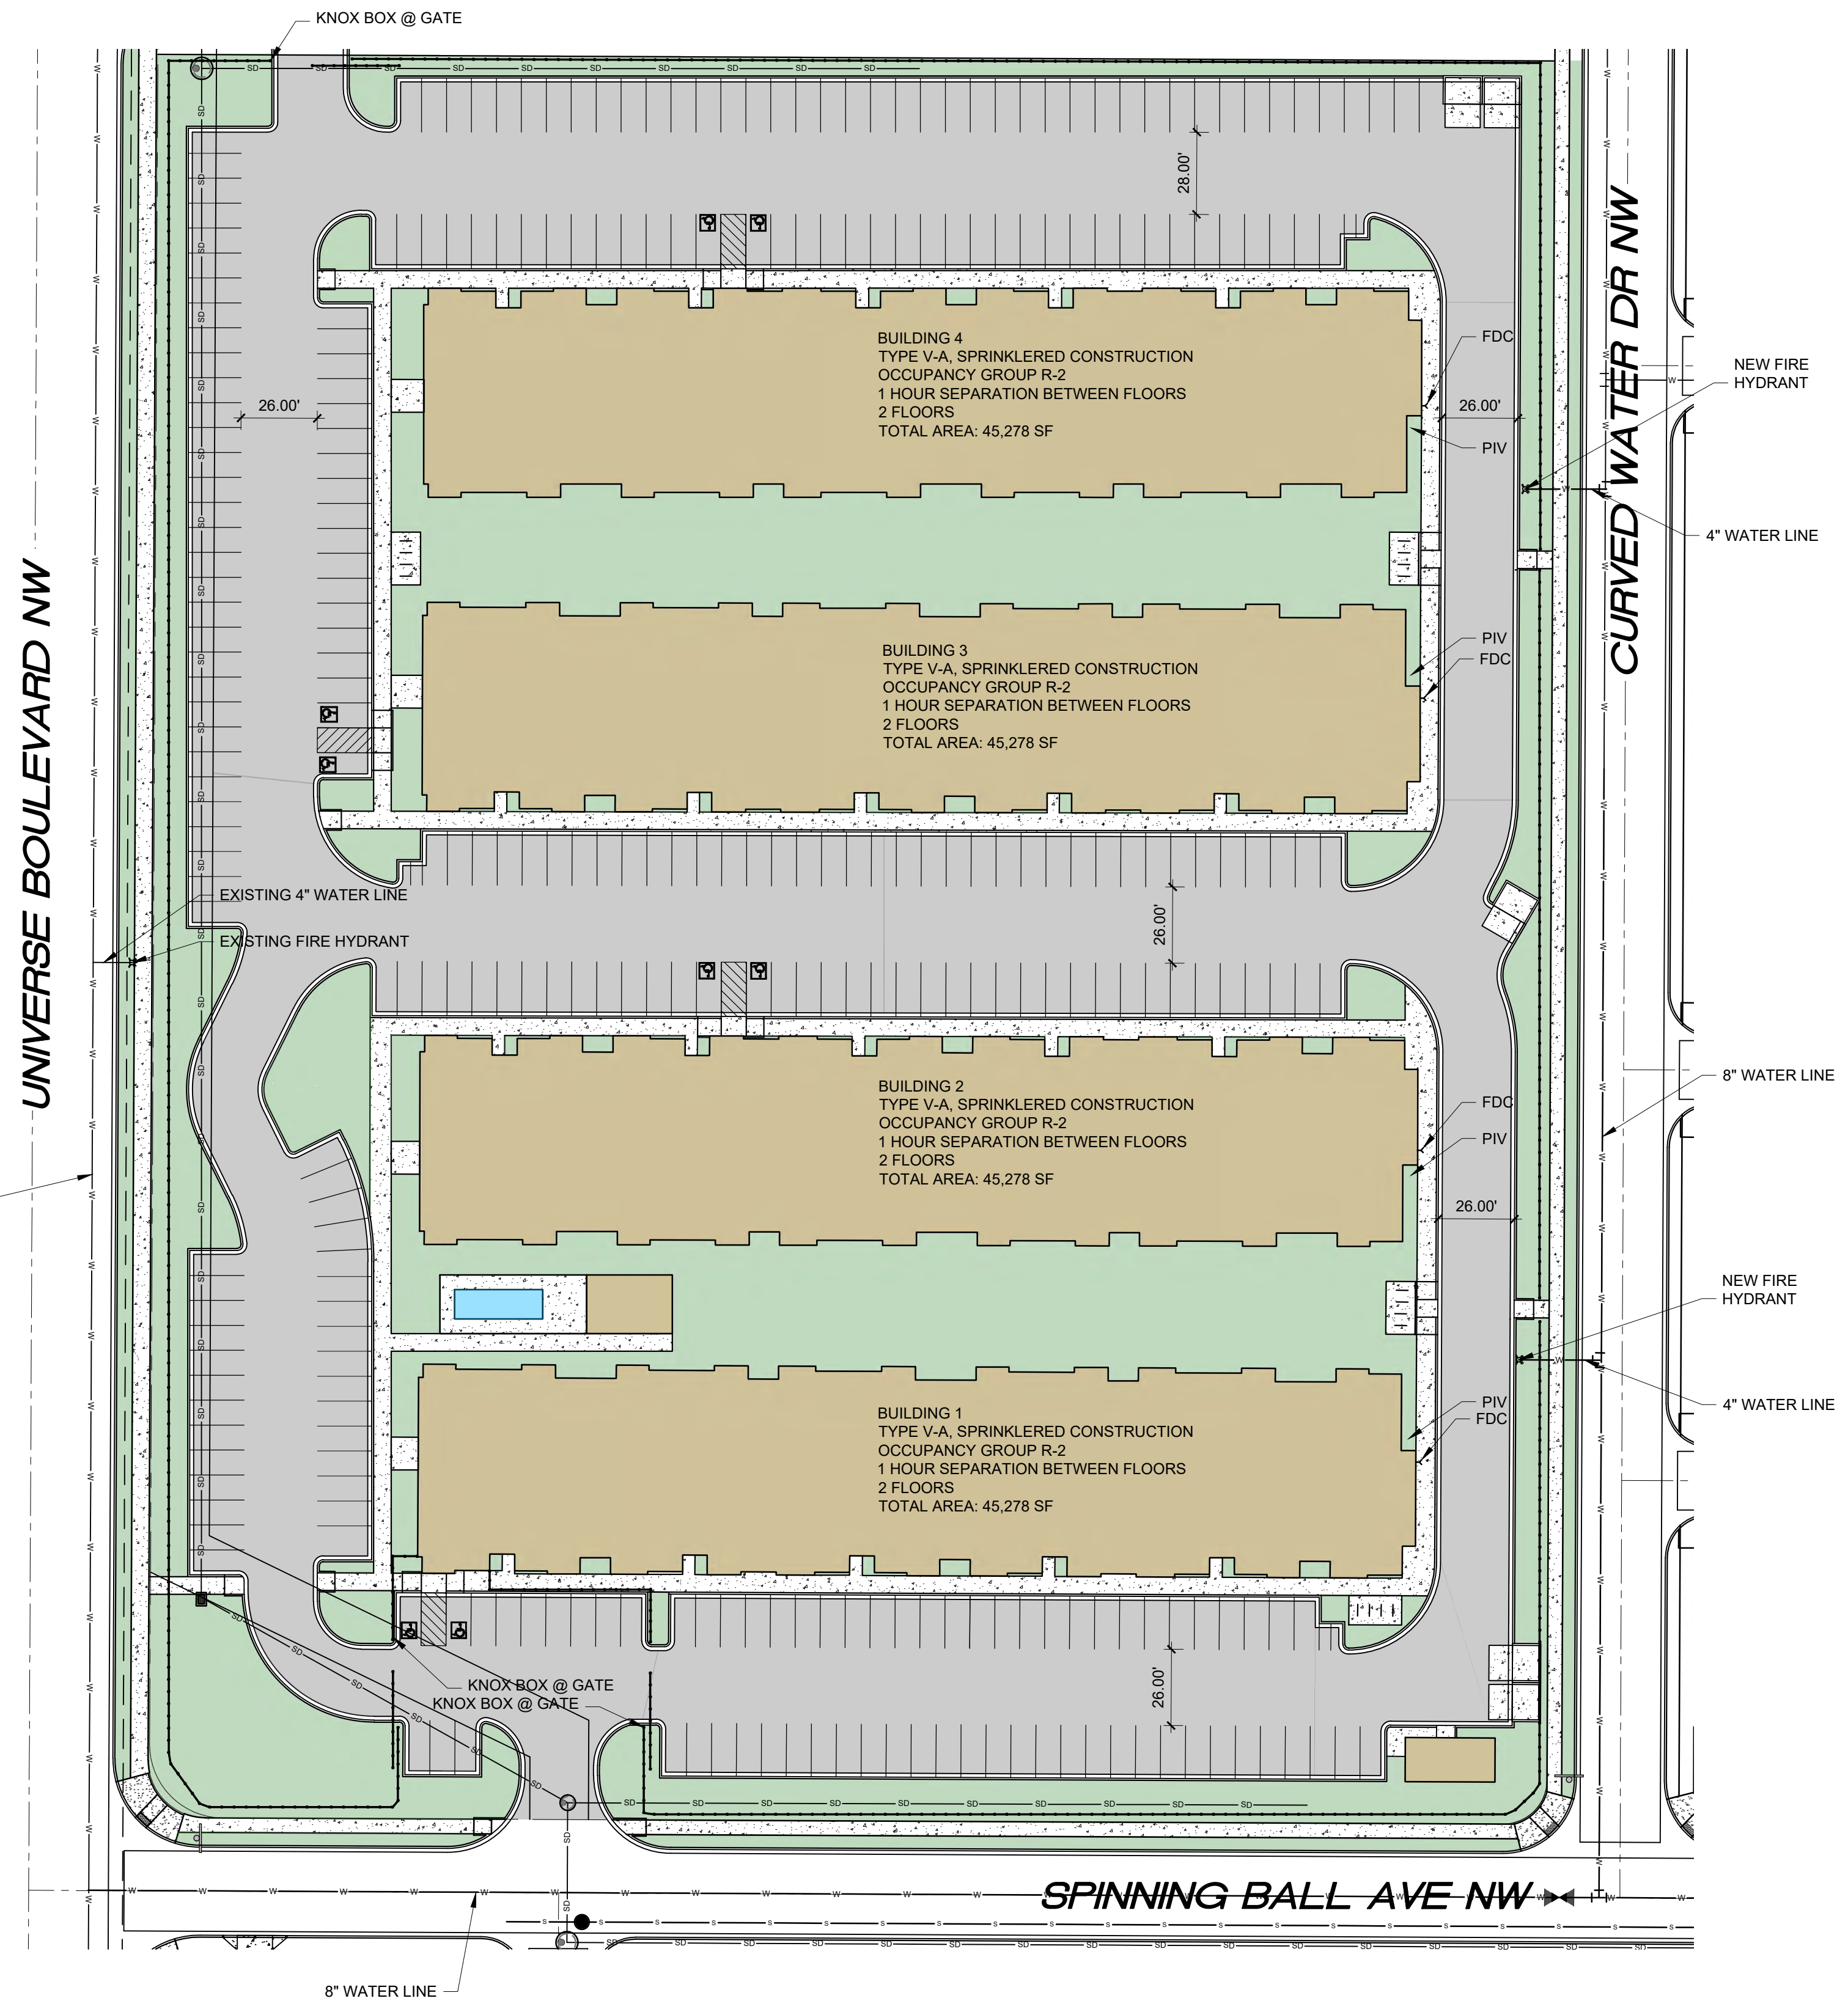 KNOX BOX @ GATE
28.00'
BUILDING 4
TYPE V-A, SPRINKLERED CONSTRUCTION
OCCUPANCY GROUP R-2
1 HOUR SEPARATION BETWEEN FLOORS
2 FLOORS
TOTAL AREA: 45,278 SF
FDC
NEW FIRE
HYDRANT
26.00'
26.00'
PIV
CURVED WATER DR NW
4" WATER LINE
UNIVERSE BOULEVARD NW
BUILDING 3
TYPE V-A, SPRINKLERED CONSTRUCTION
OCCUPANCY GROUP R-2
1 HOUR SEPARATION BETWEEN FLOORS
2 FLOORS
TOTAL AREA: 45,278 SF
PIV
FDC
EXISTING 4" WATER LINE
EXISTING FIRE HYDRANT
26.00'
8" WATER LINE
BUILDING 2
TYPE V-A, SPRINKLERED CONSTRUCTION
OCCUPANCY GROUP R-2
1 HOUR SEPARATION BETWEEN FLOORS
2 FLOORS
TOTAL AREA: 45,278 SF
FDC
PIV
26.00'
NEW FIRE
HYDRANT
4" WATER LINE
BUILDING 1
TYPE V-A, SPRINKLERED CONSTRUCTION
OCCUPANCY GROUP R-2
1 HOUR SEPARATION BETWEEN FLOORS
2 FLOORS
TOTAL AREA: 45,278 SF
PIV
FDC
KNOX BOX @ GATE
KNOX BOX @ GATE
26.00'
SPINNING BALL AVE NW
8" WATER LINE